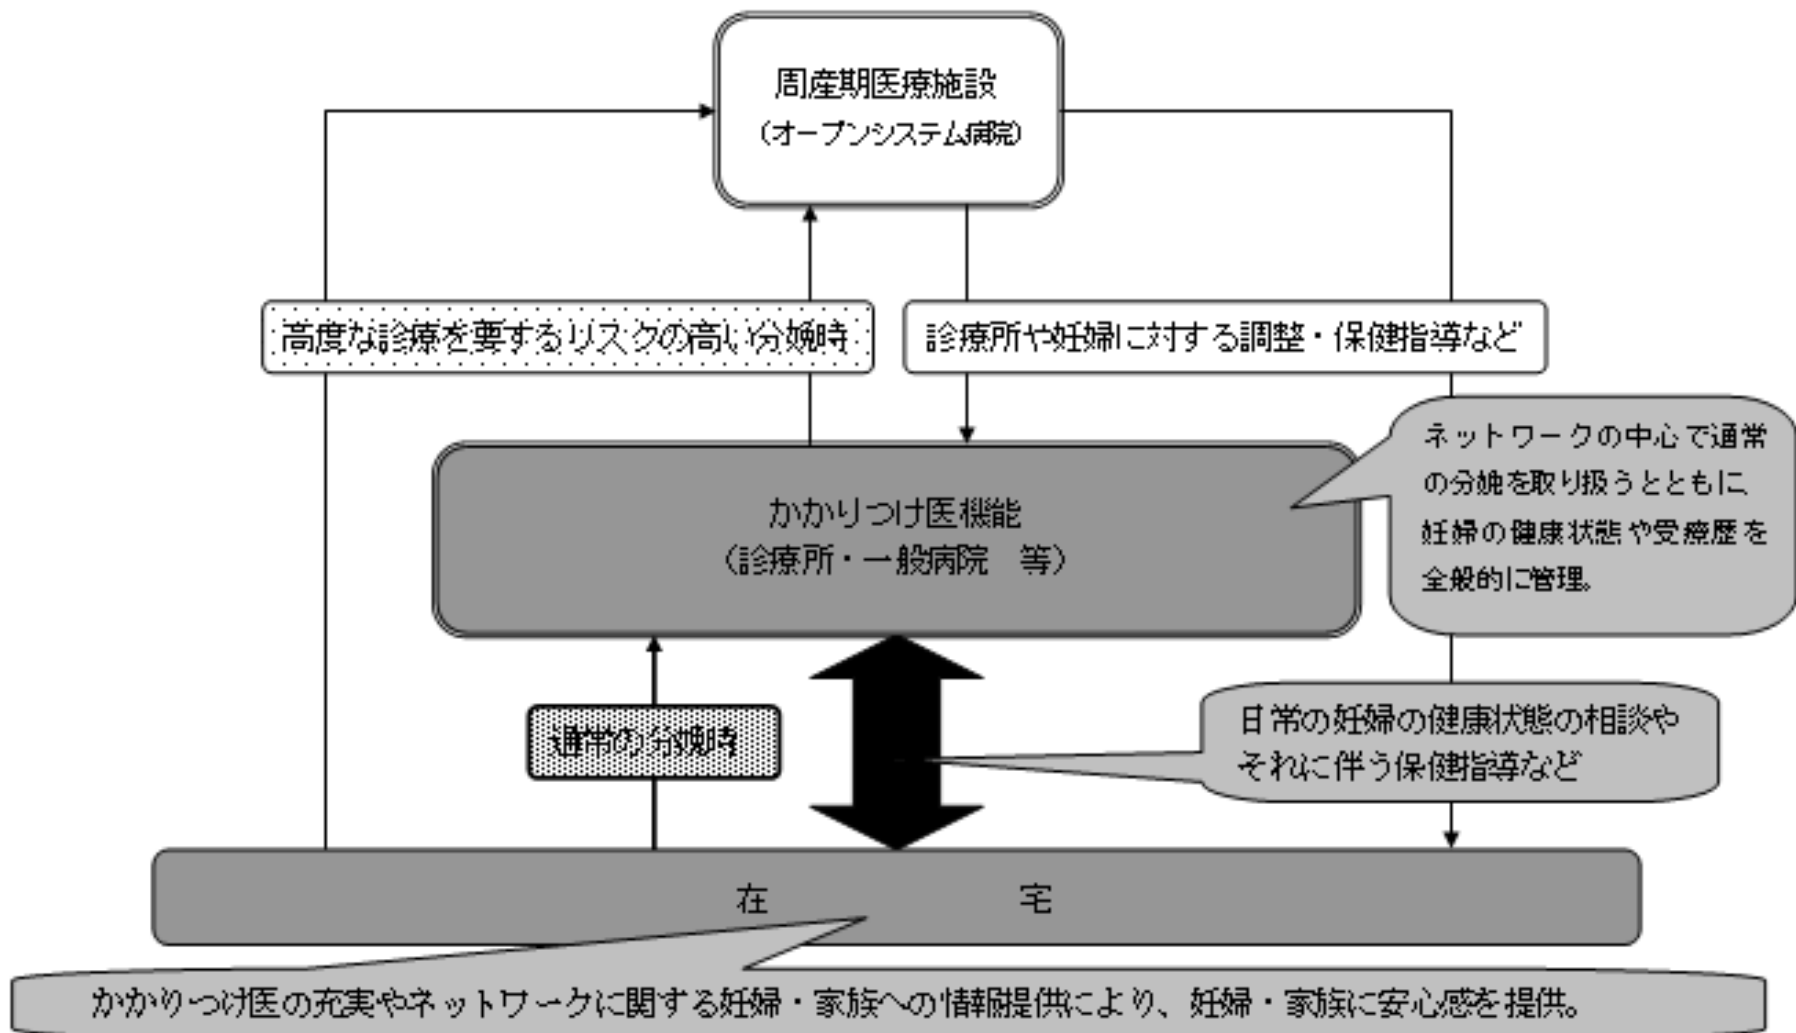 周産期医療施設
（オープンシステム病院）
高度な診療を要するリスクの高い分娩時
診療所や妊婦に対する調整・保健指導など
ネットワークの中心で通常
の分娩を取り扱うとともに、
妊婦の健康状態や受療歴を
全般的に管理。
かかりつけ医機能
（診療所・一般病院　等）
通常の分娩時
日常の妊婦の健康状態の相談や
それに伴う保健指導など
在　宅
かかりつけ医の充実やネットワークに関する妊婦・家族への情報提供により、妊婦・家族に安心感を提供。